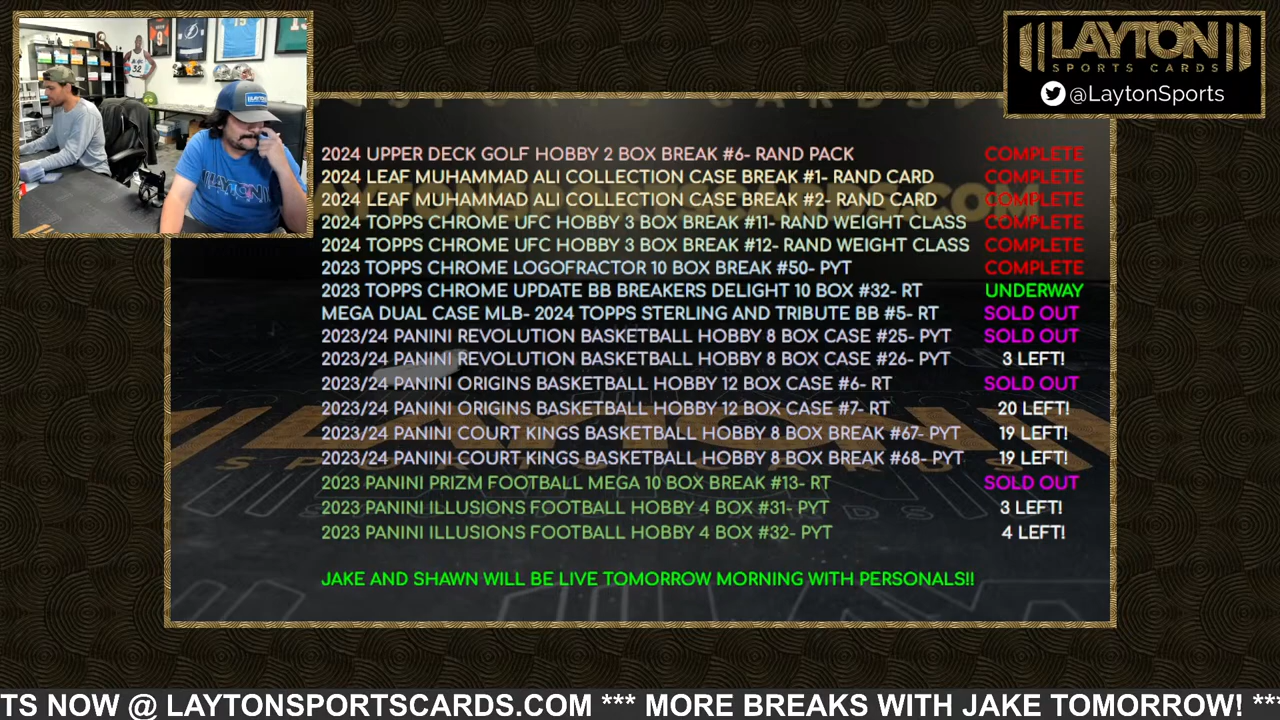 LAYTON
SPORTS CARDS
@LaytonSports
2024 UPPER DECK GOLF HOBBY 2 BOX BREAK #6- RAND PACK COMPLETE
2024 LEAF MUHAMMAD ALI COLLECTION CASE BREAK #1- RAND CARD COMPLETE
2024 LEAF MUHAMMAD ALI COLLECTION CASE BREAK #2- RAND CARD COMPLETE
2024 TOPPS CHROME UFC HOBBY 3 BOX BREAK #11- RAND WEIGHT CLASS COMPLETE
2024 TOPPS CHROME UFC HOBBY 3 BOX BREAK #12- RAND WEIGHT CLASS COMPLETE
2023 TOPPS CHROME LOGOFRACTOR 10 BOX BREAK #50- PYT COMPLETE
2023 TOPPS CHROME UPDATE BB BREAKERS DELIGHT 10 BOX #32- RT UNDERWAY
MEGA DUAL CASE MLB- 2024 TOPPS STERLING AND TRIBUTE BB #5- RT SOLD OUT
2023/24 PANINI REVOLUTION BASKETBALL HOBBY 8 BOX CASE #25- PYT SOLD OUT
2023/24 PANINI REVOLUTION BASKETBALL HOBBY 8 BOX CASE #26- PYT 3 LEFT!
2023/24 PANINI ORIGINS BASKETBALL HOBBY 12 BOX CASE #6- RT SOLD OUT
2023/24 PANINI ORIGINS BASKETBALL HOBBY 12 BOX CASE #7- RT 20 LEFT!
2023/24 PANINI COURT KINGS BASKETBALL HOBBY 8 BOX BREAK #67- PYT 19 LEFT!
2023/24 PANINI COURT KINGS BASKETBALL HOBBY 8 BOX BREAK #68- PYT 19 LEFT!
2023 PANINI PRIZM FOOTBALL MEGA 10 BOX BREAK #13- RT SOLD OUT
2023 PANINI ILLUSIONS FOOTBALL HOBBY 4 BOX #31- PYT 3 LEFT!
2023 PANINI ILLUSIONS FOOTBALL HOBBY 4 BOX #32- PYT 4 LEFT!
JAKE AND SHAWN WILL BE LIVE TOMORROW MORNING WITH PERSONALS!!
TS NOW @ LAYTONSPORTSCARDS.COM *** MORE BREAKS WITH JAKE TOMORROW! ***